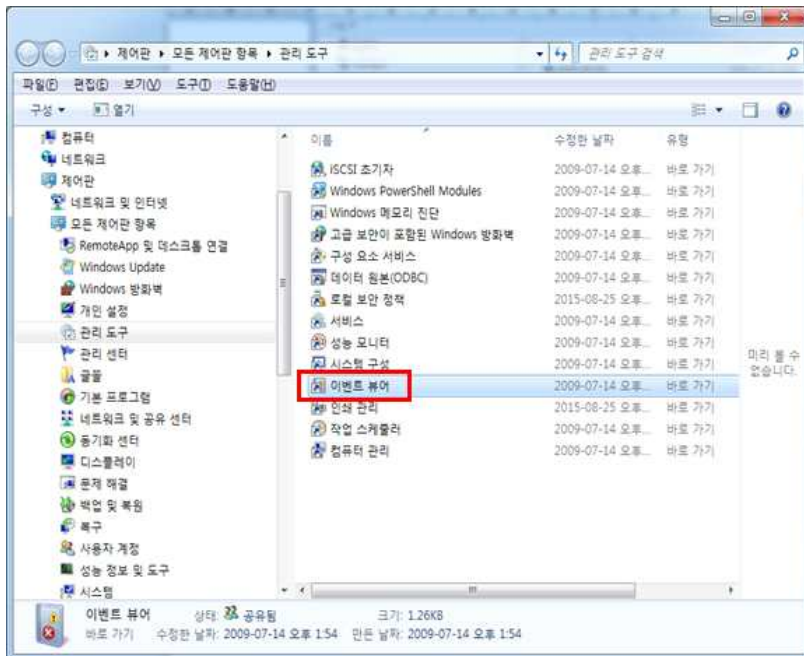 제어판 ▸ 모든 제어판 항목 ▸ 관리 도구
관리 도구 검색
파일(F) 편집(E) 보기(V) 도구(T) 도움말(H)
구성 열기
컴퓨터
네트워크
제어판
네트워크 및 인터넷
모든 제어판 항목
RemoteApp 및 데스크톱 연결
Windows Update
Windows 방화벽
개인 설정
관리 도구
관리 센터
글꼴
기본 프로그램
네트워크 및 공유 센터
동기화 센터
디스플레이
문제 해결
백업 및 복원
복구
사용자 계정
성능 정보 및 도구
시스템
이름 수정한 날짜 유형
iSCSI 초기자 2009-07-14 오후... 바로 가기
Windows PowerShell Modules 2009-07-14 오후... 바로 가기
Windows 메모리 진단 2009-07-14 오후... 바로 가기
고급 보안이 포함된 Windows 방화벽 2009-07-14 오후... 바로 가기
구성 요소 서비스 2009-07-14 오후... 바로 가기
데이터 원본(ODBC) 2009-07-14 오후... 바로 가기
로컬 보안 정책 2015-08-25 오후... 바로 가기
서비스 2009-07-14 오후... 바로 가기
성능 모니터 2009-07-14 오후... 바로 가기
시스템 구성 2009-07-14 오후... 바로 가기
이벤트 뷰어 2009-07-14 오후... 바로 가기
인쇄 관리 2015-08-25 오후... 바로 가기
작업 스케줄러 2009-07-14 오후... 바로 가기
컴퓨터 관리 2009-07-14 오후... 바로 가기
미리 볼 수
없습니다.
이벤트 뷰어 상태: 공유됨 크기: 1.26KB
바로 가기 수정한 날짜: 2009-07-14 오후 1:54 만든 날짜: 2009-07-14 오후 1:54